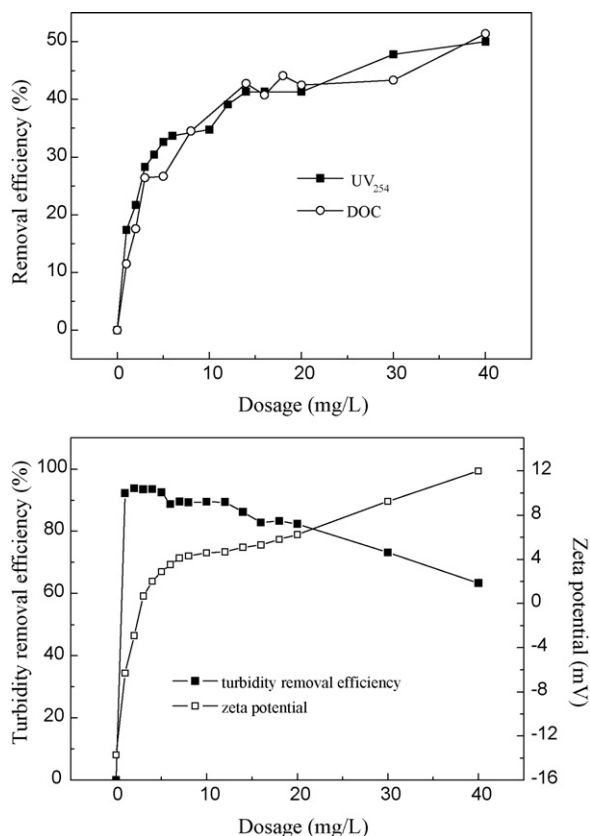 50
40
30
20
10
0
Removal efficiency (%)
UV254
DOC
0 10 20 30 40
Dosage (mg/L)
100
80
60
40
20
0
Turbidity removal efficiency (%)
turbidity removal efficiency
zeta potential
12
8
4
0
-4
-8
-12
-16
Zeta potential (mV)
0 10 20 30 40
Dosage (mg/L)